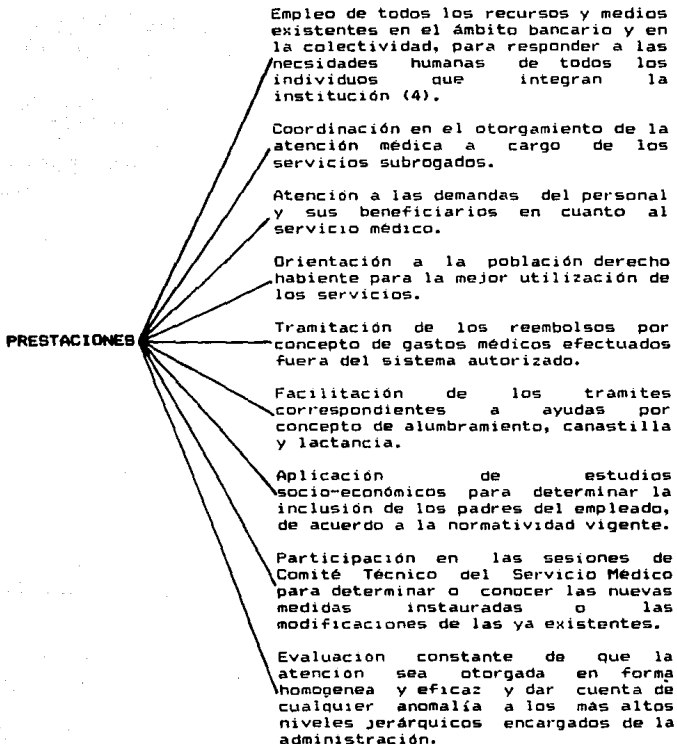 Empleo de todos los recursos y medios
existentes en el ámbito bancario y en
la colectividad, para responder a las
necsidades humanas de todos los
individuos que integran la
institución (4).
Coordinación en el otorgamiento de la
atención médica a cargo de los
servicios subrogados.
Atención a las demandas del personal
y sus beneficiarios en cuanto al
servicio médico.
Orientación a la población derecho
habiente para la mejor utilización de
los servicios.
PRESTACIONES
Tramitación de los reembolsos por
concepto de gastos médicos efectuados
fuera del sistema autorizado.
Facilitación de los tramites
correspondientes a ayudas por
concepto de alumbramiento, canastilla
y lactancia.
Aplicación de estudios
socio-económicos para determinar la
inclusión de los padres del empleado,
de acuerdo a la normatividad vigente.
Participación en las sesiones de
Comité Técnico del Servicio Médico
para determinar o conocer las nuevas
medidas instauradas o las
modificaciones de las ya existentes.
Evaluación constante de que la
atención sea otorgada en forma
homogenea y eficaz y dar cuenta de
cualquier anomalía a los más altos
niveles jerárquicos encargados de la
administración.